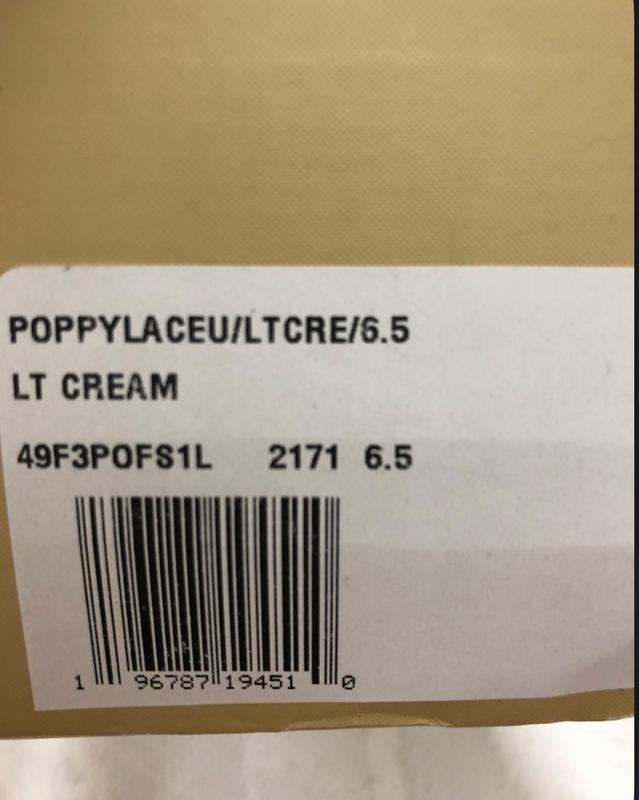 POPPYLACEU/LTCRE/6.5
LT CREAM
49F3POFS1L 2171 6.5
1 96787 19451 0